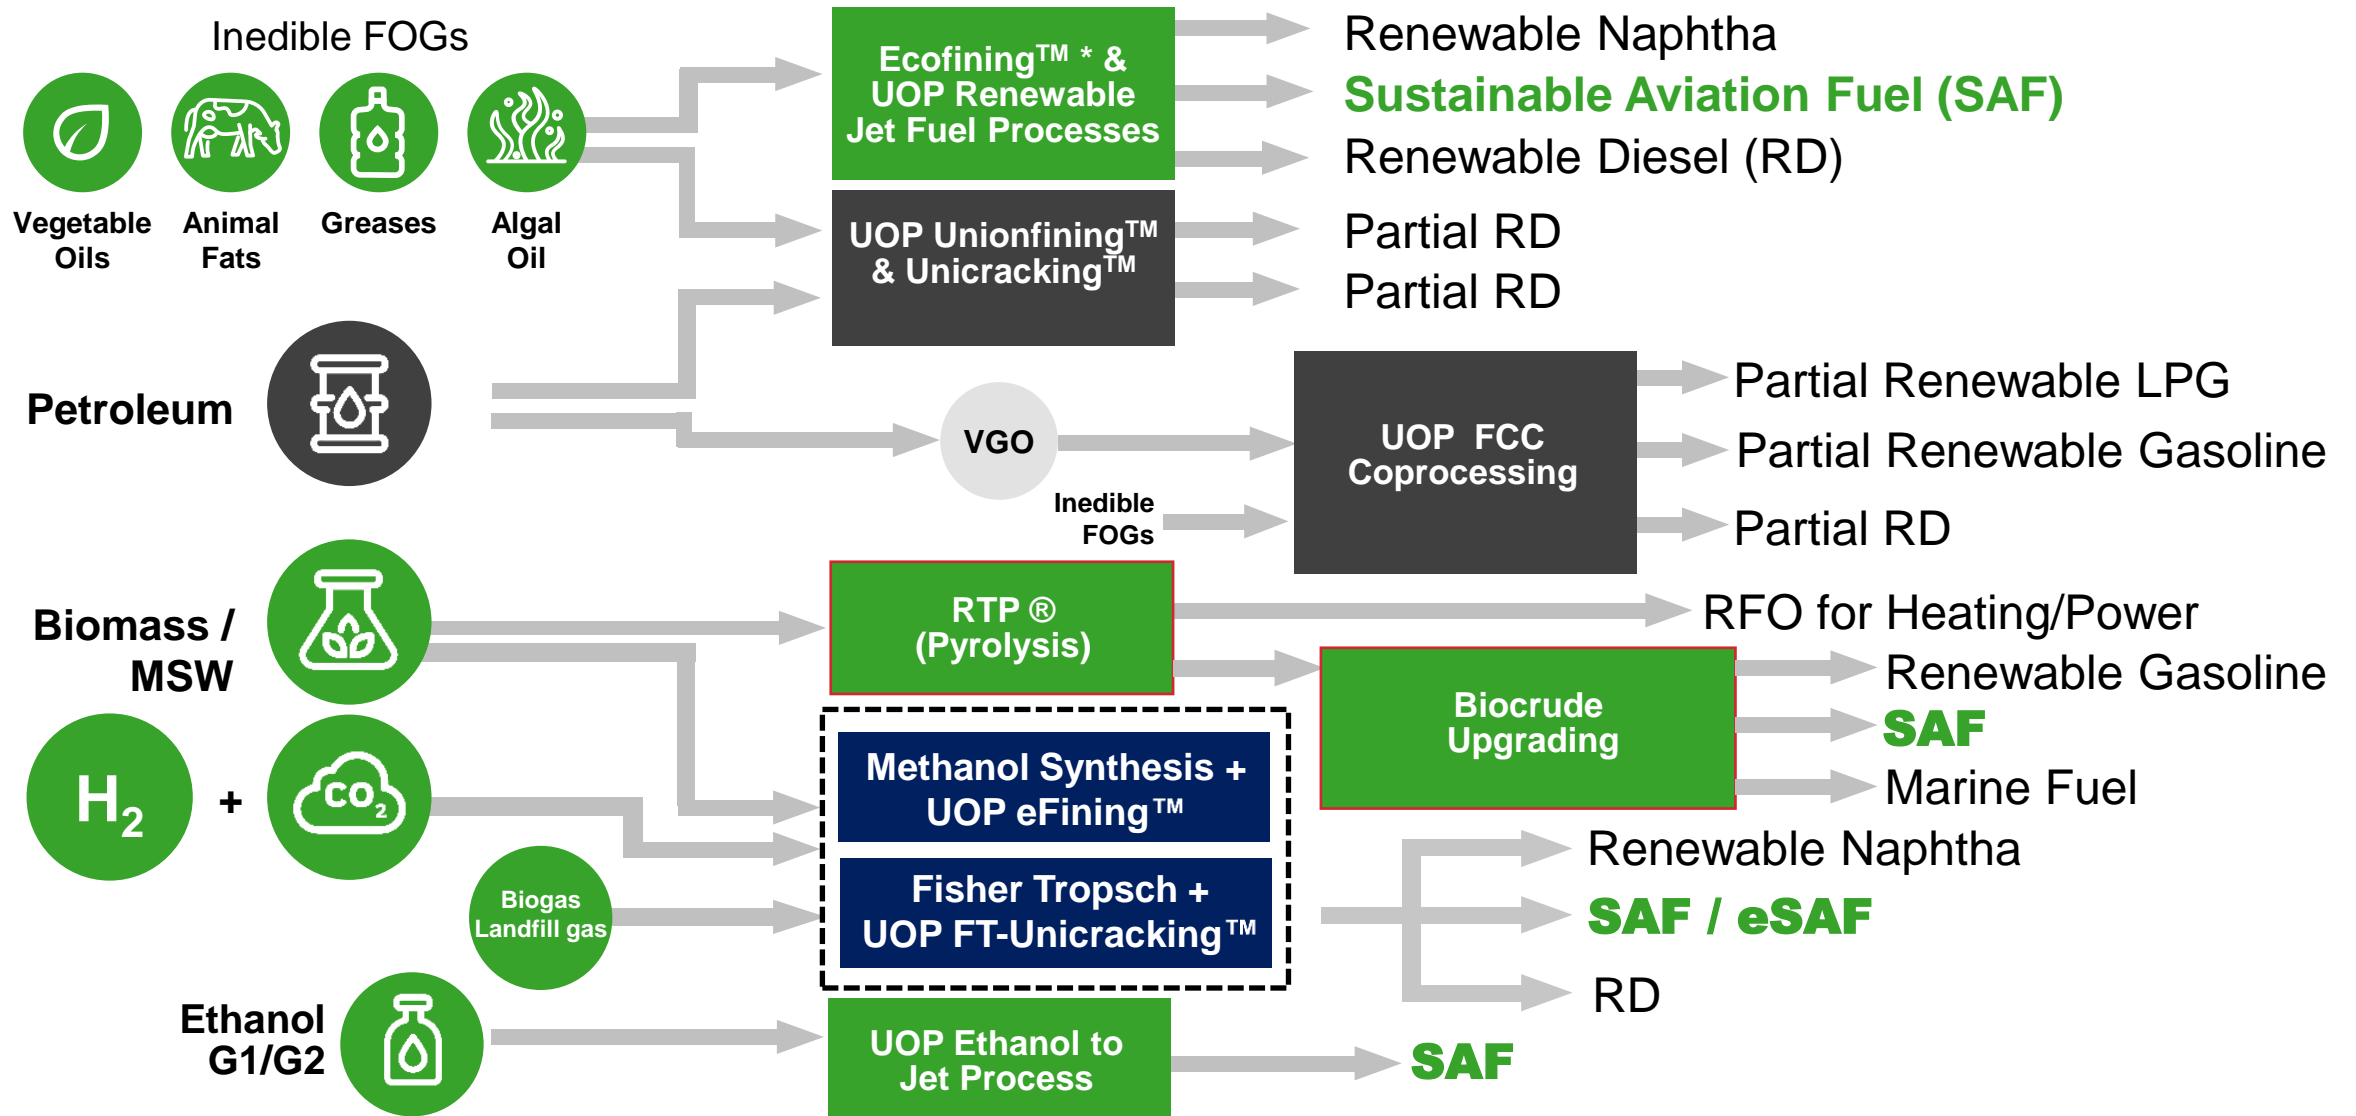 Inedible FOGs
Vegetable
Oils
Animal
Fats
Greases
Algal
Oil
Ecofining™ * &
UOP Renewable
Jet Fuel Processes
Renewable Naphtha
Sustainable Aviation Fuel (SAF)
Renewable Diesel (RD)
UOP Unionfining™
& Unicracking™
Partial RD
Partial RD
Petroleum
VGO
Inedible
FOGs
UOP  FCC
Coprocessing
Partial Renewable LPG
Partial Renewable Gasoline
Partial RD
Biomass /
MSW
RTP ®
(Pyrolysis)
RFO for Heating/Power
Biocrude
Upgrading
Renewable Gasoline
SAF
Marine Fuel
H₂
+
CO₂
Biogas
Landfill gas
Methanol Synthesis +
UOP eFining™
Fisher Tropsch +
UOP FT-Unicracking™
Renewable Naphtha
SAF / eSAF
RD
Ethanol
G1/G2
UOP Ethanol to
Jet Process
SAF